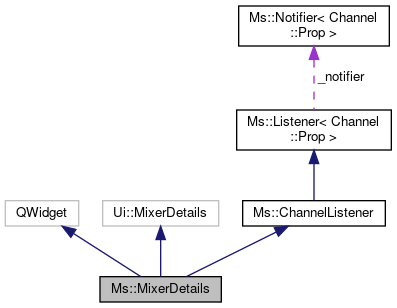 Ms::Notifier< Channel
::Prop >
_notifier
Ms::Listener< Channel
::Prop >
QWidget
Ui::MixerDetails
Ms::ChannelListener
Ms::MixerDetails